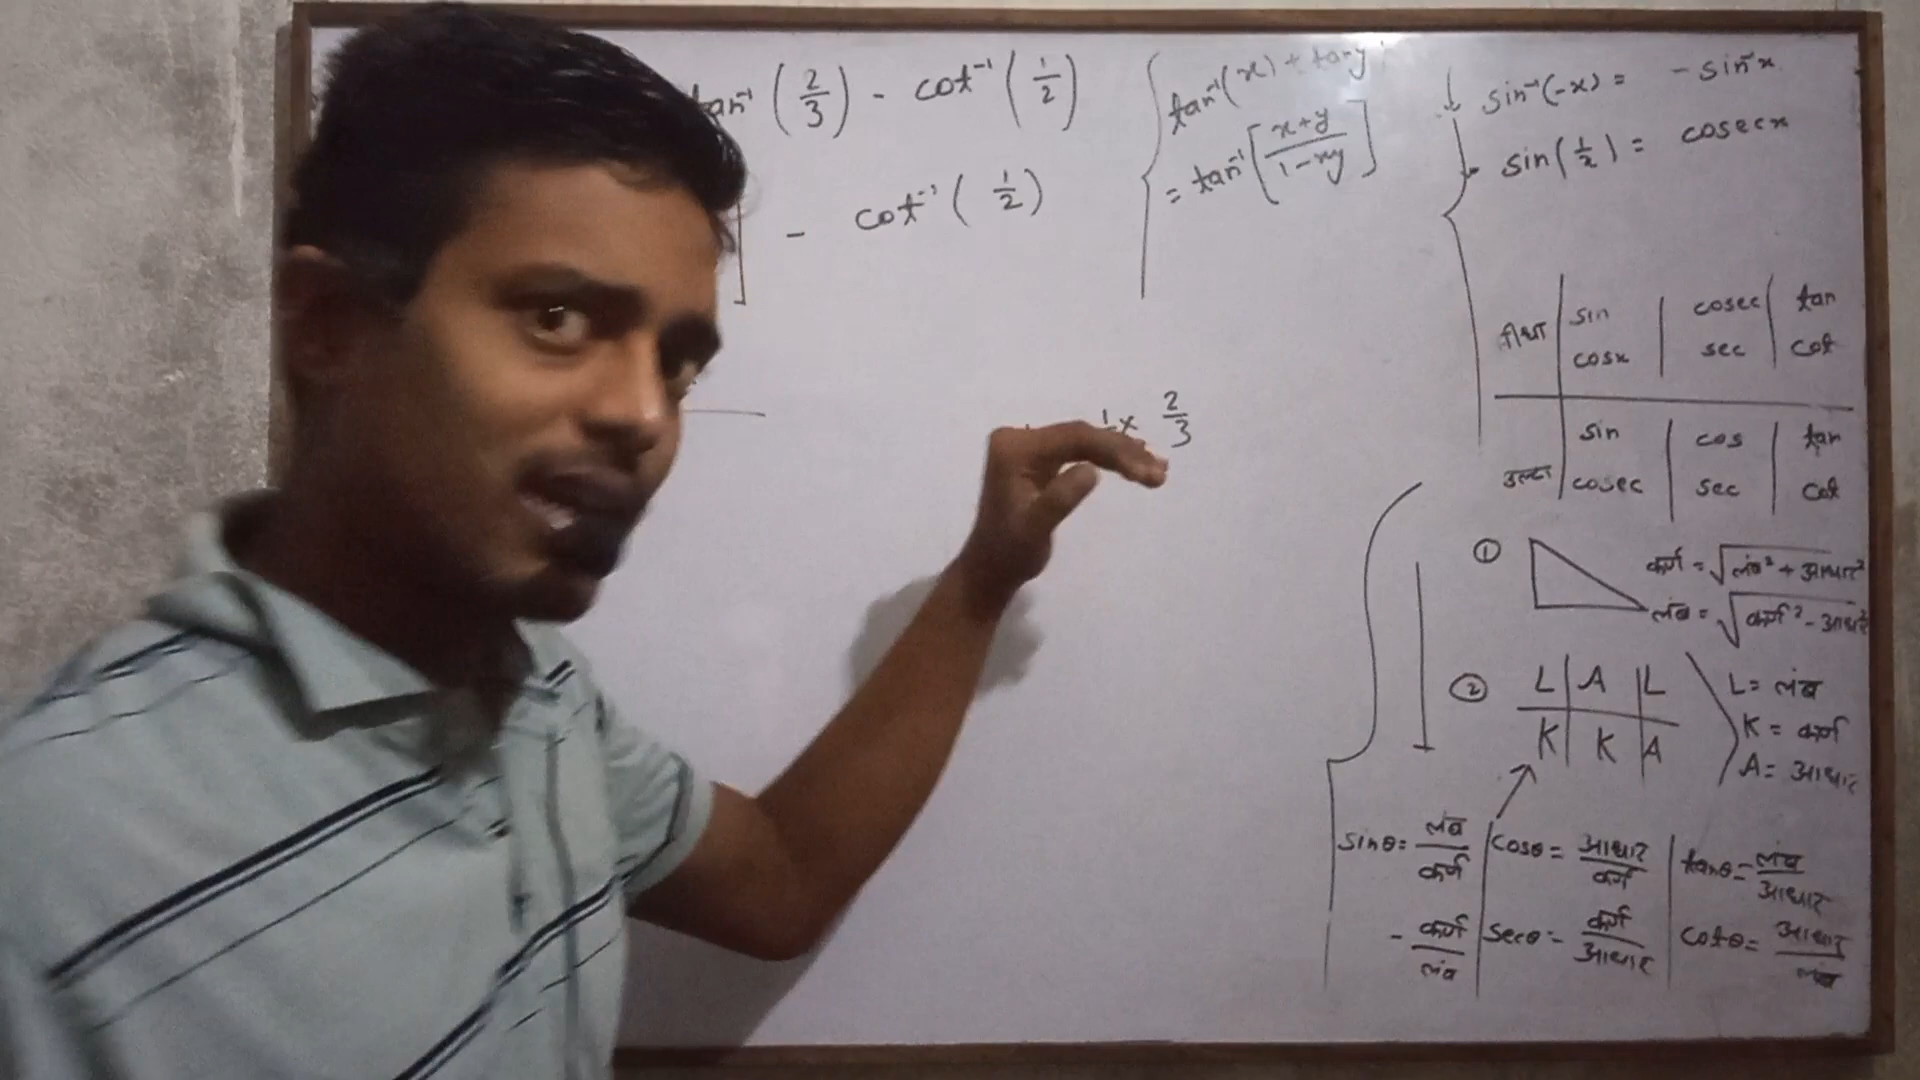 tan⁻¹ (2/3) - cot⁻¹ (1/2)
] - cot⁻¹ (1/2)
1/ x 2/3
tan⁻¹(x) + tan y
= tan⁻¹ [x+y / 1-xy]
sin⁻¹(-x) = - sin⁻¹x
sin(1/x) = cosec x
sin | cosec | tan
cosx | sec | cot
sin | cos | tan
उल्टा cosec | sec | cot
① कर्ण = √लंब² + आधार²
लंब = √कर्ण² - आधार²
② L | A | L
K | K | A
L = लंब
K = कर्ण
A = आधार
sinθ = लंब/कर्ण | cosθ = आधार/कर्ण | tanθ = लंब/आधार
- कर्ण/लंब | secθ = कर्ण/आधार | cotθ = आधार/लंब